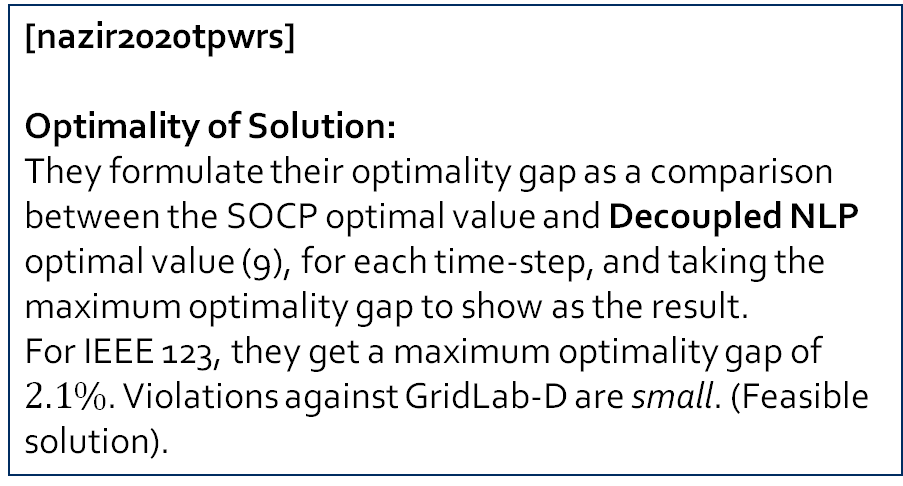 [nazir2020tpwrs]
Optimality of Solution:
They formulate their optimality gap as a comparison
between the SOCP optimal value and Decoupled NLP
optimal value (9), for each time-step, and taking the
maximum optimality gap to show as the result.
For IEEE 123, they get a maximum optimality gap of
2.1%. Violations against GridLab-D are small. (Feasible
solution).